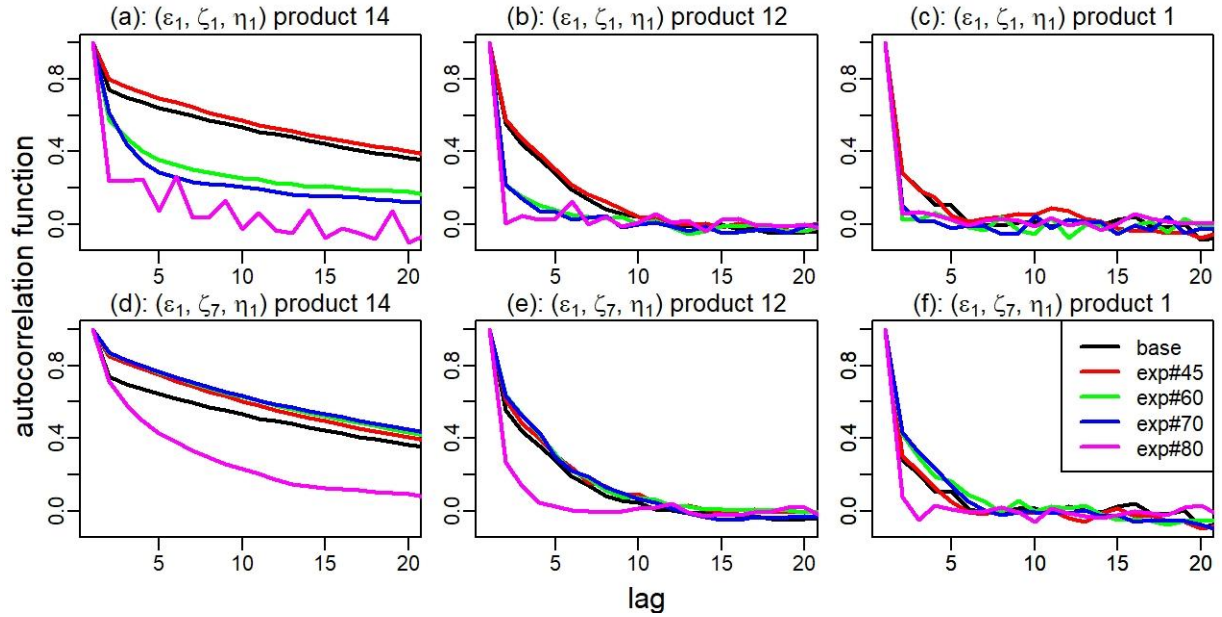 (a): (ε₁, ζ₁, η₁) product 14
(b): (ε₁, ζ₁, η₁) product 12
(c): (ε₁, ζ₁, η₁) product 1
autocorrelation function
0.8
0.4
0.0
5 10 15 20
0.8
0.4
0.0
5 10 15 20
0.8
0.4
0.0
5 10 15 20
(d): (ε₁, ζ₇, η₁) product 14
(e): (ε₁, ζ₇, η₁) product 12
(f): (ε₁, ζ₇, η₁) product 1
autocorrelation function
0.8
0.4
0.0
5 10 15 20
0.8
0.4
0.0
5 10 15 20
0.8
0.4
0.0
5 10 15 20
base
exp#45
exp#60
exp#70
exp#80
lag